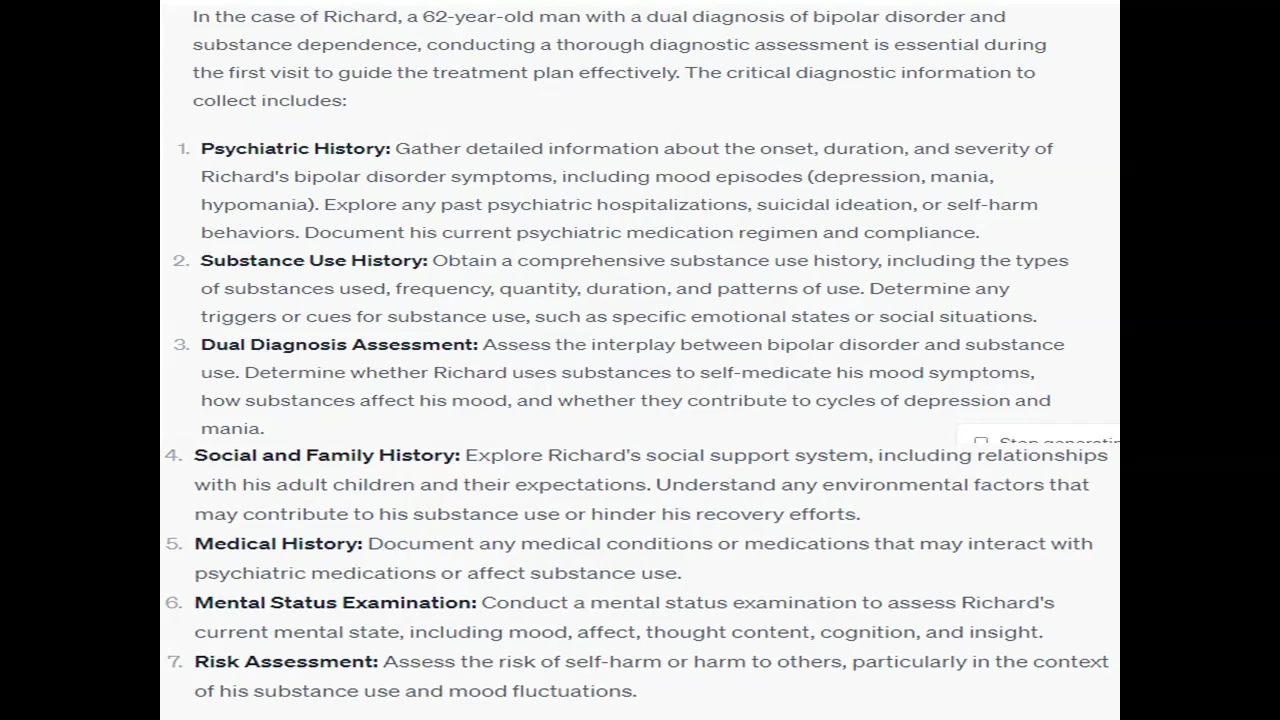 In the case of Richard, a 62-year-old man with a dual diagnosis of bipolar disorder and
substance dependence, conducting a thorough diagnostic assessment is essential during
the first visit to guide the treatment plan effectively. The critical diagnostic information to
collect includes:
1. Psychiatric History: Gather detailed information about the onset, duration, and severity of
Richard's bipolar disorder symptoms, including mood episodes (depression, mania,
hypomania). Explore any past psychiatric hospitalizations, suicidal ideation, or self-harm
behaviors. Document his current psychiatric medication regimen and compliance.
2. Substance Use History: Obtain a comprehensive substance use history, including the types
of substances used, frequency, quantity, duration, and patterns of use. Determine any
triggers or cues for substance use, such as specific emotional states or social situations.
3. Dual Diagnosis Assessment: Assess the interplay between bipolar disorder and substance
use. Determine whether Richard uses substances to self-medicate his mood symptoms,
how substances affect his mood, and whether they contribute to cycles of depression and
mania.
4. Social and Family History: Explore Richard's social support system, including relationships
with his adult children and their expectations. Understand any environmental factors that
may contribute to his substance use or hinder his recovery efforts.
5. Medical History: Document any medical conditions or medications that may interact with
psychiatric medications or affect substance use.
6. Mental Status Examination: Conduct a mental status examination to assess Richard's
current mental state, including mood, affect, thought content, cognition, and insight.
7. Risk Assessment: Assess the risk of self-harm or harm to others, particularly in the context
of his substance use and mood fluctuations.